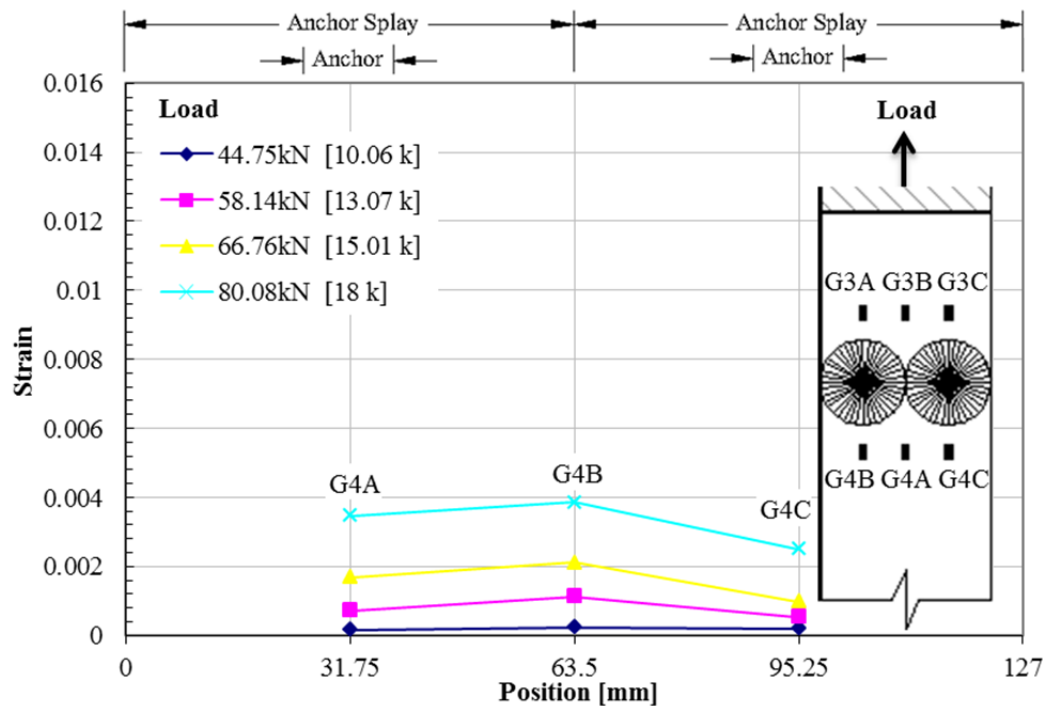 Anchor Splay Anchor Splay
Anchor Anchor
0.016
0.014
0.012
0.01
0.008
0.006
0.004
0.002
0
Strain
Load
44.75kN [10.06 k]
58.14kN [13.07 k]
66.76kN [15.01 k]
80.08kN [18 k]
G4A
G4B
G4C
Load
G3A G3B G3C
G4B G4A G4C
0 31.75 63.5 95.25 127
Position [mm]